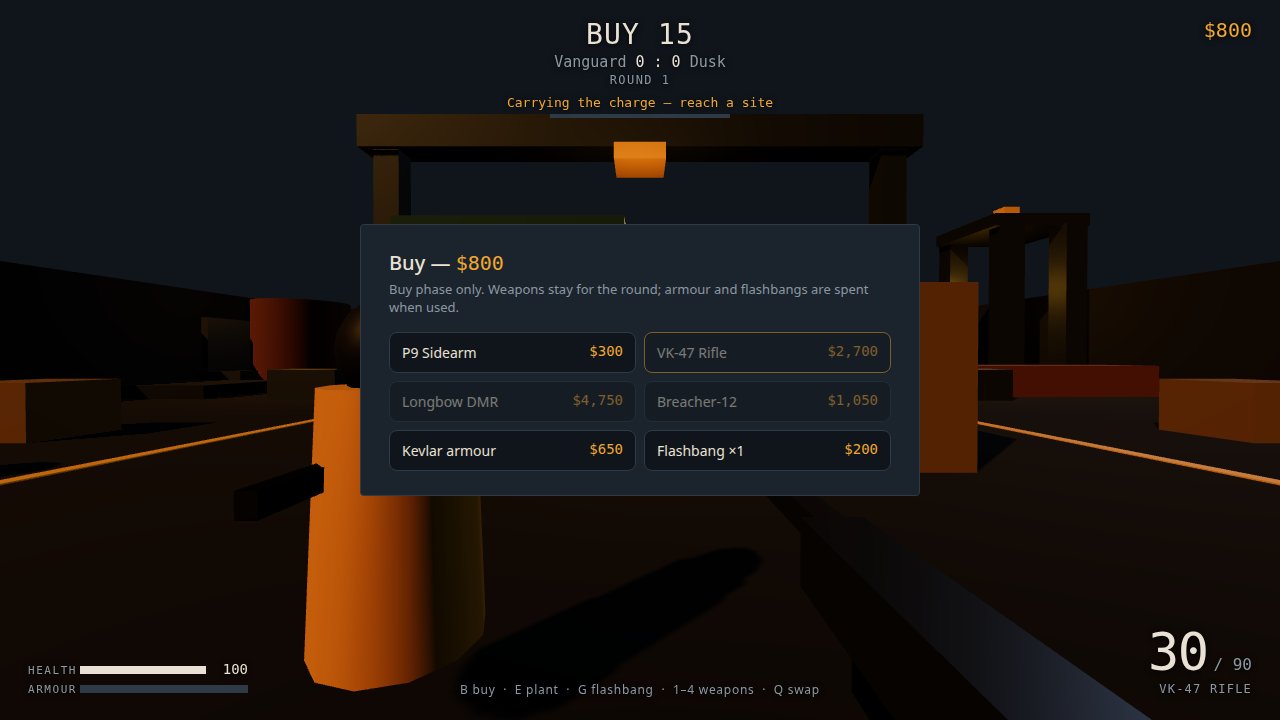 BUY 15
$800
Vanguard 0 : 0 Dusk
ROUND 1
Carrying the charge — reach a site
Buy — $800
Buy phase only. Weapons stay for the round; armour and flashbangs are spent
when used.
P9 Sidearm $300
VK-47 Rifle $2,700
Longbow DMR $4,750
Breacher-12 $1,050
Kevlar armour $650
Flashbang ×1 $200
HEALTH 100
ARMOUR
B buy · E plant · G flashbang · 1–4 weapons · Q swap
30 / 90
VK-47 RIFLE